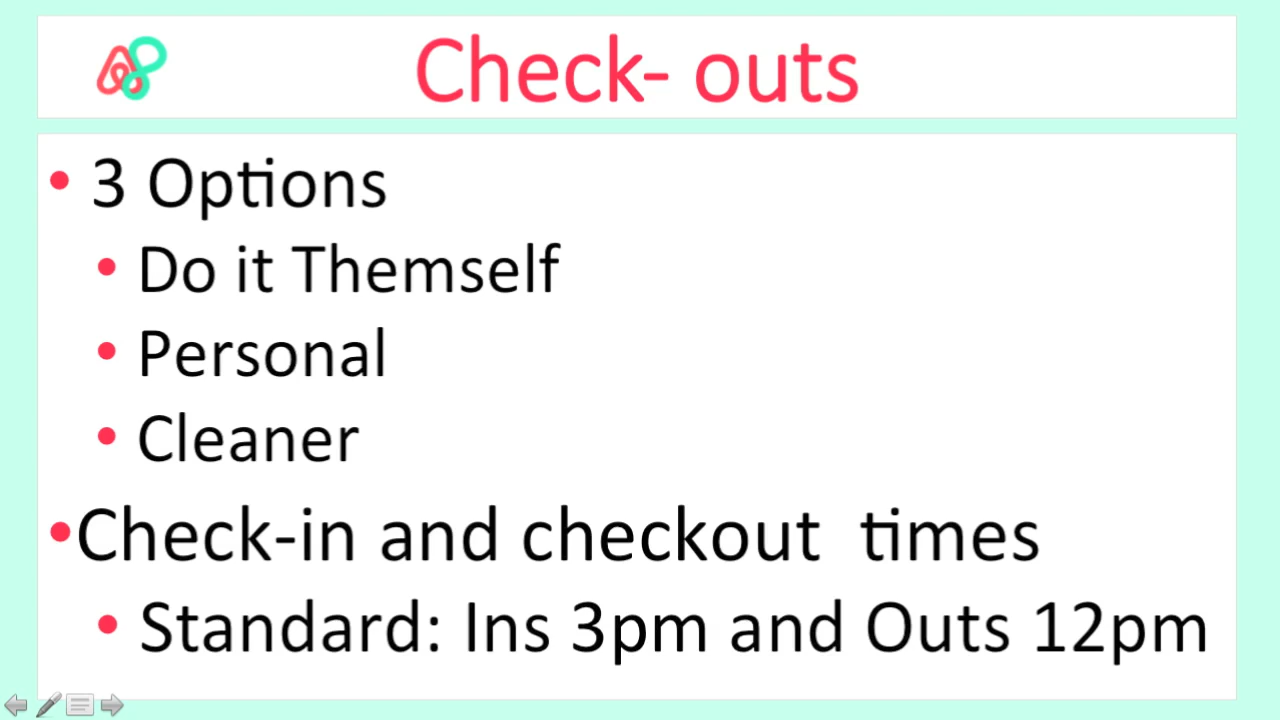 Check- outs
• 3 Options
• Do it Themself
• Personal
• Cleaner
•Check-in and checkout  times
• Standard: Ins 3pm and Outs 12pm